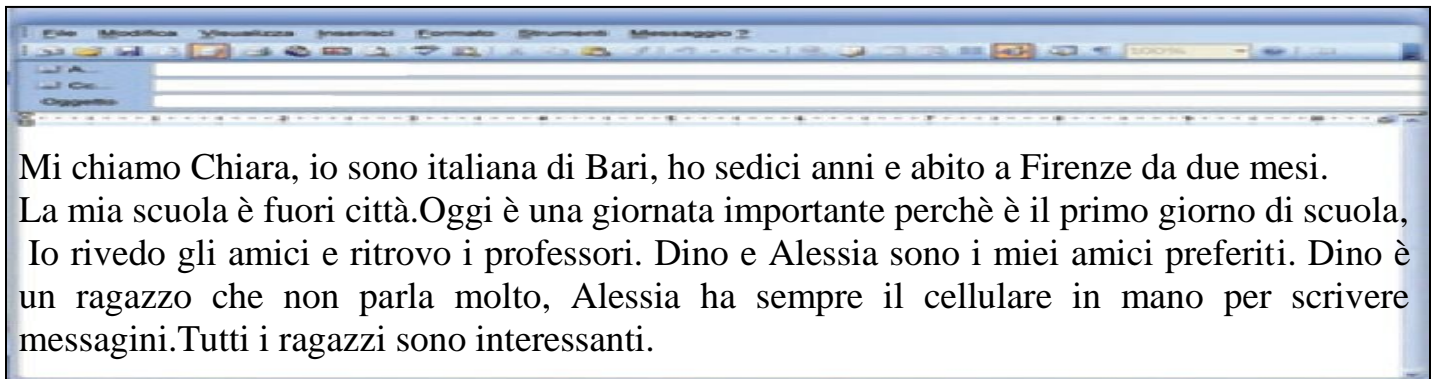 File Modifica Visualizza Inserisci Formato Strumenti Messaggio ?
100%
A...
Cc...
Oggetto
Mi chiamo Chiara, io sono italiana di Bari, ho sedici anni e abito a Firenze da due mesi.
La mia scuola è fuori città.Oggi è una giornata importante perchè è il primo giorno di scuola,
Io rivedo gli amici e ritrovo i professori. Dino e Alessia sono i miei amici preferiti. Dino è
un ragazzo che non parla molto, Alessia ha sempre il cellulare in mano per scrivere
messagini.Tutti i ragazzi sono interessanti.